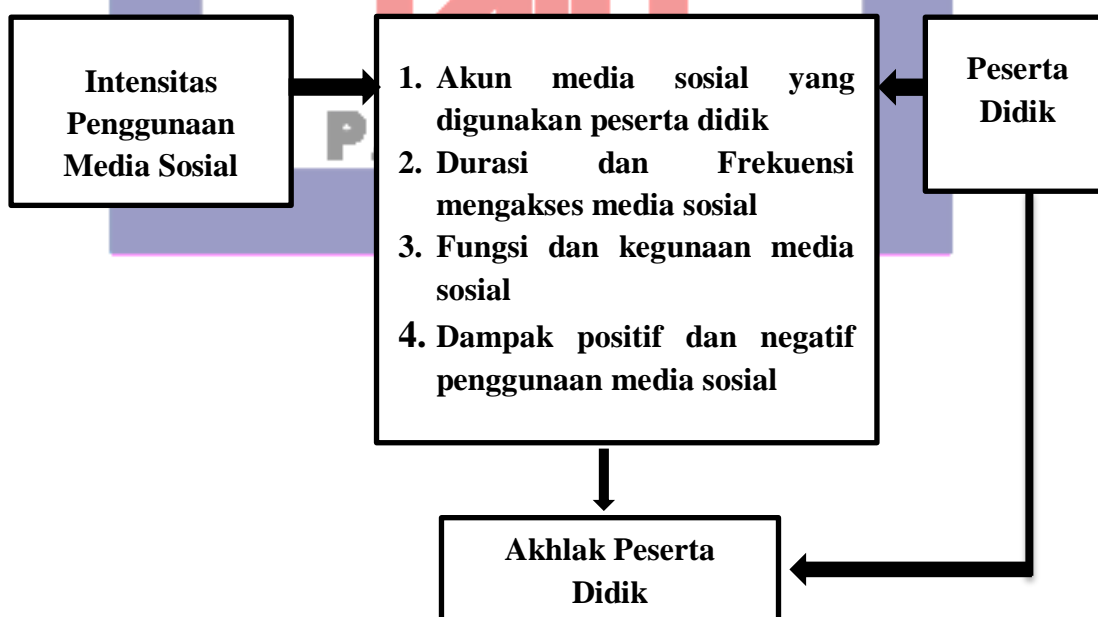 Intensitas
Penggunaan
Media Sosial
1. Akun media sosial yang
digunakan peserta didik
2. Durasi dan Frekuensi
mengakses media sosial
3. Fungsi dan kegunaan media
sosial
4. Dampak positif dan negatif
penggunaan media sosial
Peserta
Didik
Akhlak Peserta
Didik